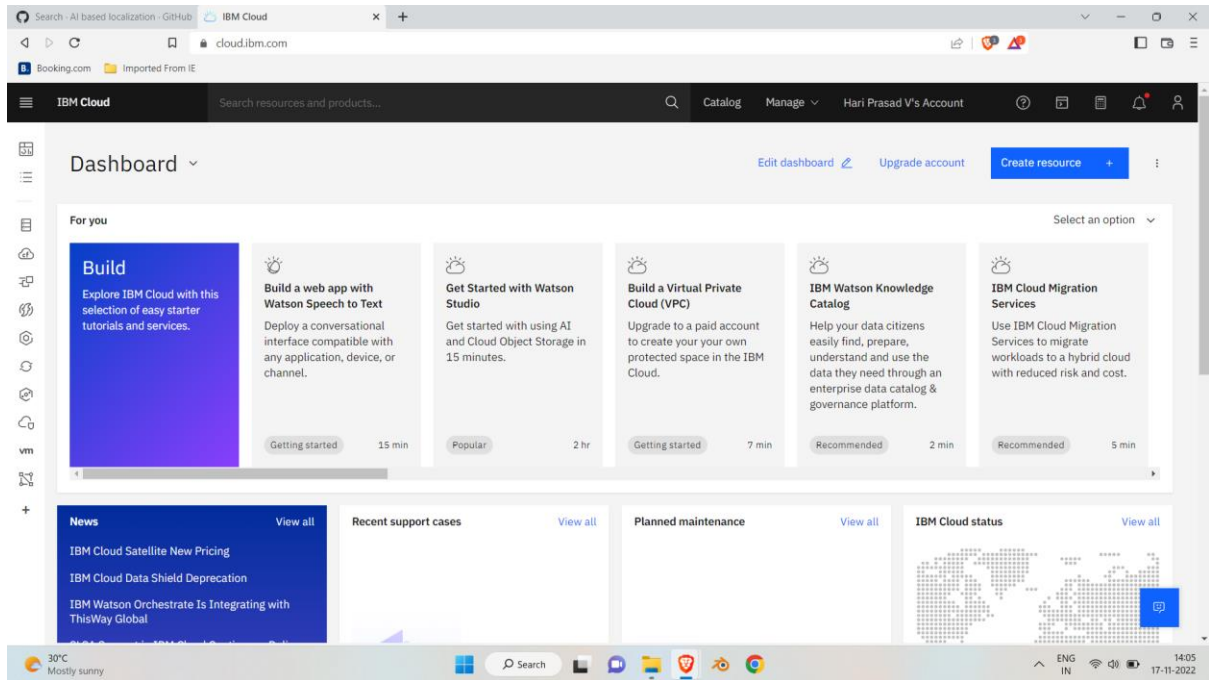 Search · AI based localization · GitHub
IBM Cloud
cloud.ibm.com
Booking.com
Imported From IE
IBM Cloud
Search resources and products...
Catalog
Manage
Hari Prasad V's Account
Dashboard
Edit dashboard
Upgrade account
Create resource +
For you
Select an option
Build
Explore IBM Cloud with this
selection of easy starter
tutorials and services.
Build a web app with
Watson Speech to Text
Deploy a conversational
interface compatible with
any application, device, or
channel.
Getting started
15 min
Get Started with Watson
Studio
Get started with using AI
and Cloud Object Storage in
15 minutes.
Popular
2 hr
Build a Virtual Private
Cloud (VPC)
Upgrade to a paid account
to create your your own
protected space in the IBM
Cloud.
Getting started
7 min
IBM Watson Knowledge
Catalog
Help your data citizens
easily find, prepare,
understand and use the
data they need through an
enterprise data catalog &
governance platform.
Recommended
2 min
IBM Cloud Migration
Services
Use IBM Cloud Migration
Services to migrate
workloads to a hybrid cloud
with reduced risk and cost.
Recommended
5 min
vm
News
View all
IBM Cloud Satellite New Pricing
IBM Cloud Data Shield Deprecation
IBM Watson Orchestrate Is Integrating with
ThisWay Global
Recent support cases
View all
Planned maintenance
View all
IBM Cloud status
View all
30°C
Mostly sunny
Search
ENG
IN
14:05
17-11-2022